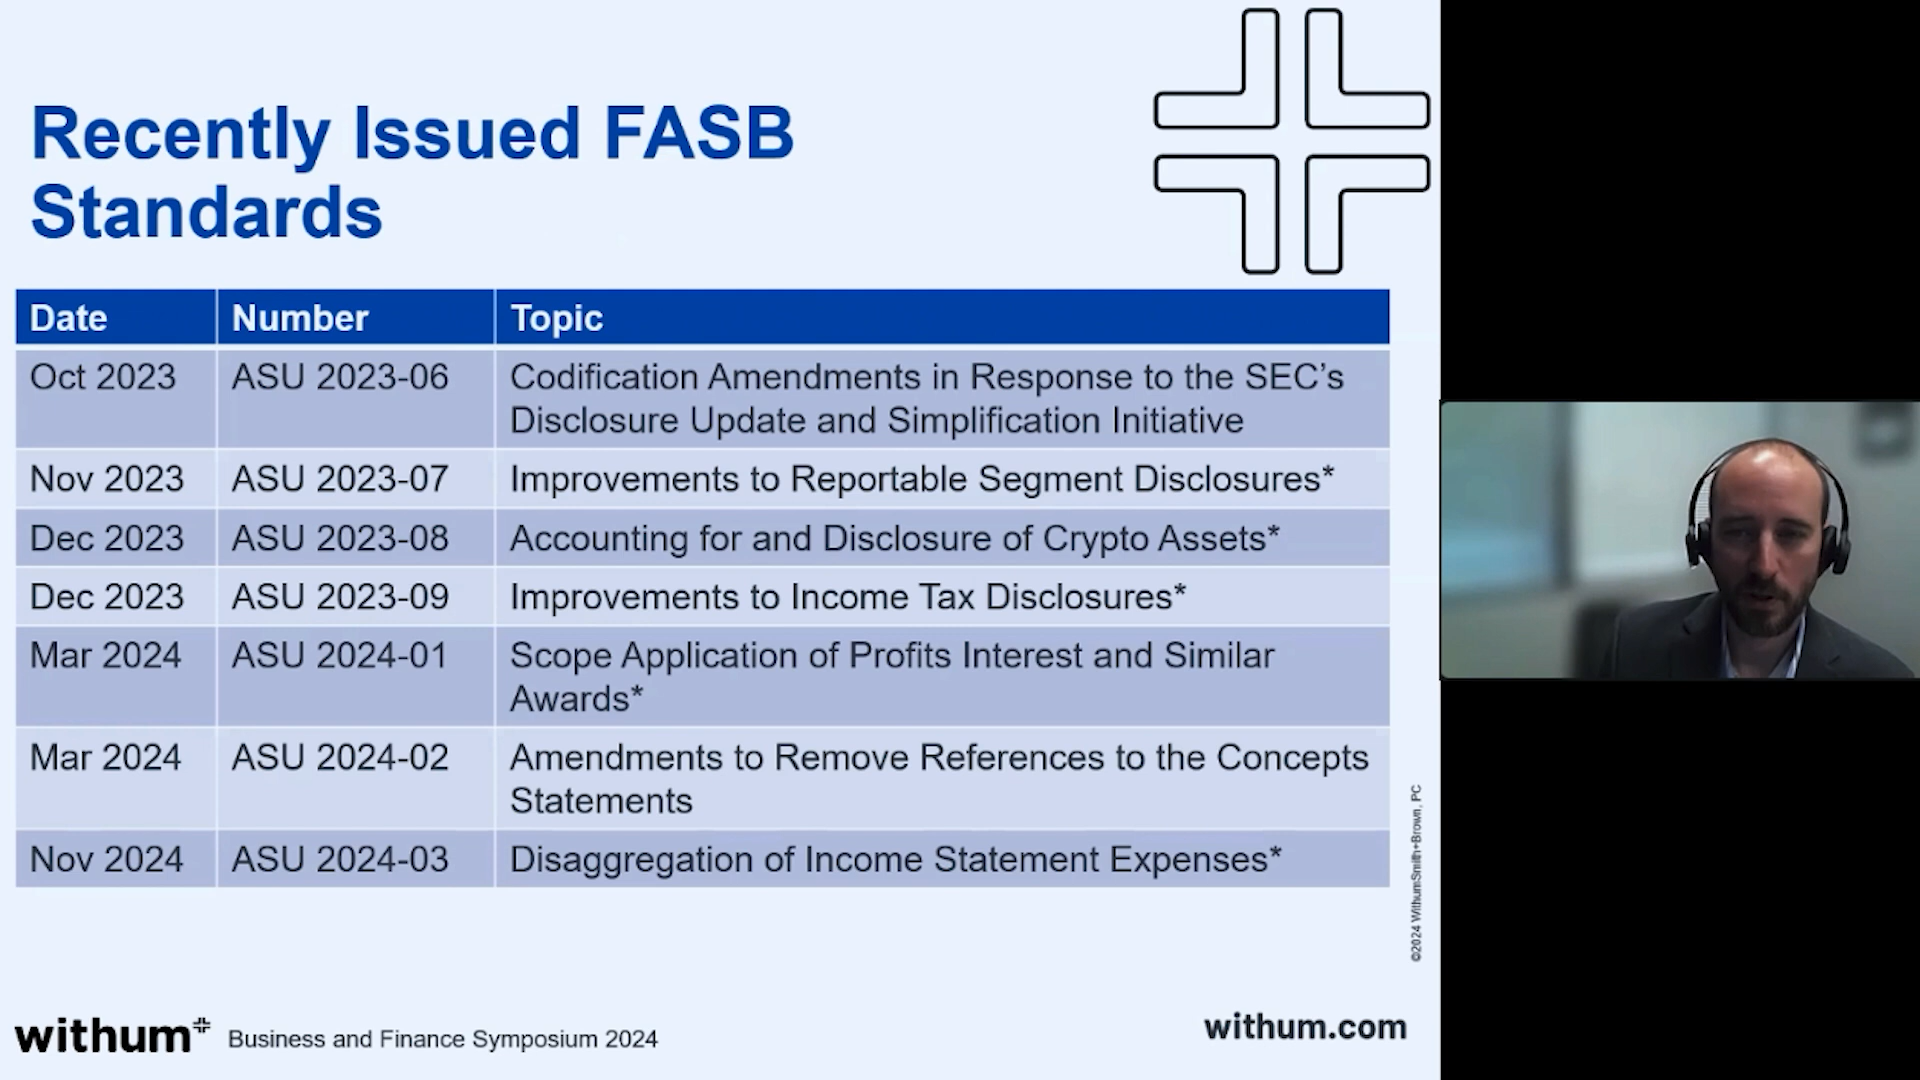 Recently Issued FASB
Standards
Date Number Topic
Oct 2023 ASU 2023-06 Codification Amendments in Response to the SEC’s
Disclosure Update and Simplification Initiative
Nov 2023 ASU 2023-07 Improvements to Reportable Segment Disclosures*
Dec 2023 ASU 2023-08 Accounting for and Disclosure of Crypto Assets*
Dec 2023 ASU 2023-09 Improvements to Income Tax Disclosures*
Mar 2024 ASU 2024-01 Scope Application of Profits Interest and Similar
Awards*
Mar 2024 ASU 2024-02 Amendments to Remove References to the Concepts
Statements
Nov 2024 ASU 2024-03 Disaggregation of Income Statement Expenses*
©2024 WithumSmith+Brown, PC
withum Business and Finance Symposium 2024
withum.com